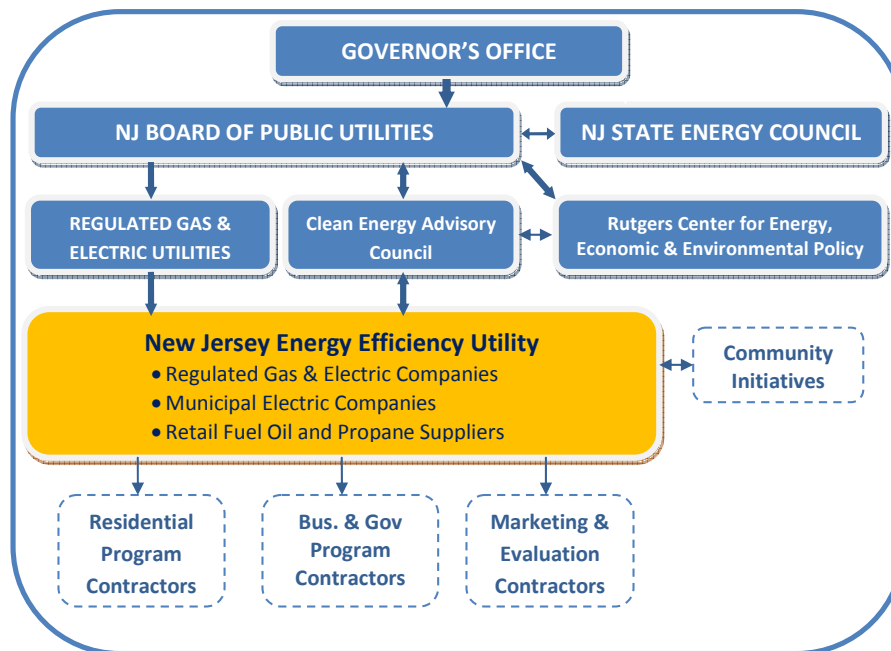 GOVERNOR’S OFFICE
NJ BOARD OF PUBLIC UTILITIES
NJ STATE ENERGY COUNCIL
REGULATED GAS &
ELECTRIC UTILITIES
Clean Energy Advisory
Council
Rutgers Center for Energy,
Economic & Environmental Policy
New Jersey Energy Efficiency Utility
• Regulated Gas & Electric Companies
• Municipal Electric Companies
• Retail Fuel Oil and Propane Suppliers
Community
Initiatives
Residential
Program
Contractors
Bus. & Gov
Program
Contractors
Marketing &
Evaluation
Contractors